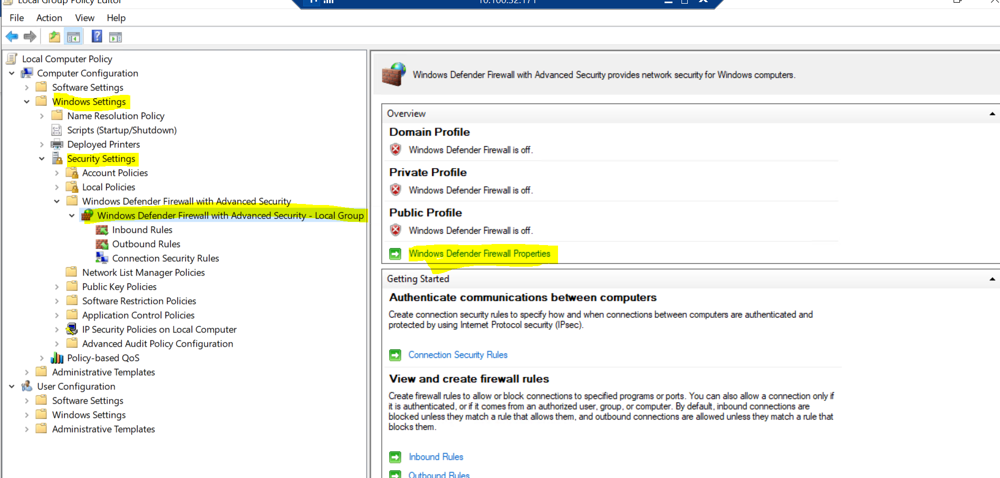 Local Group Policy Editor
10.100.32.171
File Action View Help
Local Computer Policy
Computer Configuration
Software Settings
Windows Settings
Name Resolution Policy
Scripts (Startup/Shutdown)
Deployed Printers
Security Settings
Account Policies
Local Policies
Windows Defender Firewall with Advanced Security
Windows Defender Firewall with Advanced Security - Local Group
Inbound Rules
Outbound Rules
Connection Security Rules
Network List Manager Policies
Public Key Policies
Software Restriction Policies
Application Control Policies
IP Security Policies on Local Computer
Advanced Audit Policy Configuration
Policy-based QoS
Administrative Templates
User Configuration
Software Settings
Windows Settings
Administrative Templates
Windows Defender Firewall with Advanced Security provides network security for Windows computers.
Overview
Domain Profile
Windows Defender Firewall is off.
Private Profile
Windows Defender Firewall is off.
Public Profile
Windows Defender Firewall is off.
Windows Defender Firewall Properties
Getting Started
Authenticate communications between computers
Create connection security rules to specify how and when connections between computers are authenticated and
protected by using Internet Protocol security (IPsec).
Connection Security Rules
View and create firewall rules
Create firewall rules to allow or block connections to specified programs or ports. You can also allow a connection only if
it is authenticated, or if it comes from an authorized user, group, or computer. By default, inbound connections are
blocked unless they match a rule that allows them, and outbound connections are allowed unless they match a rule that
blocks them.
Inbound Rules
Outbound Rules